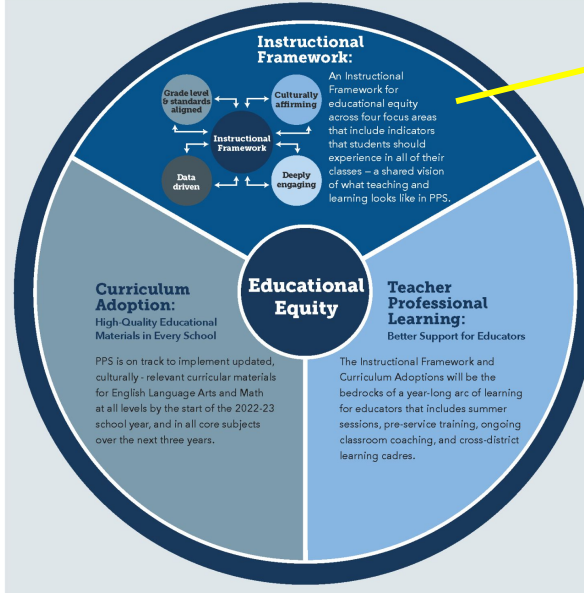 Instructional
Framework:
Grade level
& standards
aligned
Culturally
affirming
Instructional
Framework
Data
driven
Deeply
engaging
An Instructional
Framework for
educational equity
across four focus areas
that include indicators
that students should
experience in all of their
classes – a shared vision
of what teaching and
learning looks like in PPS.
Educational
Equity
Curriculum
Adoption:
High-Quality Educational
Materials in Every School
PPS is on track to implement updated,
culturally - relevant curricular materials
for English Language Arts and Math
at all levels by the start of the 2022-23
school year, and in all core subjects
over the next three years.
Teacher
Professional
Learning:
Better Support for Educators
The Instructional Framework and
Curriculum Adoptions will be the
bedrocks of a year-long arc of learning
for educators that includes summer
sessions, pre-service training, ongoing
classroom coaching, and cross-district
learning cadres.